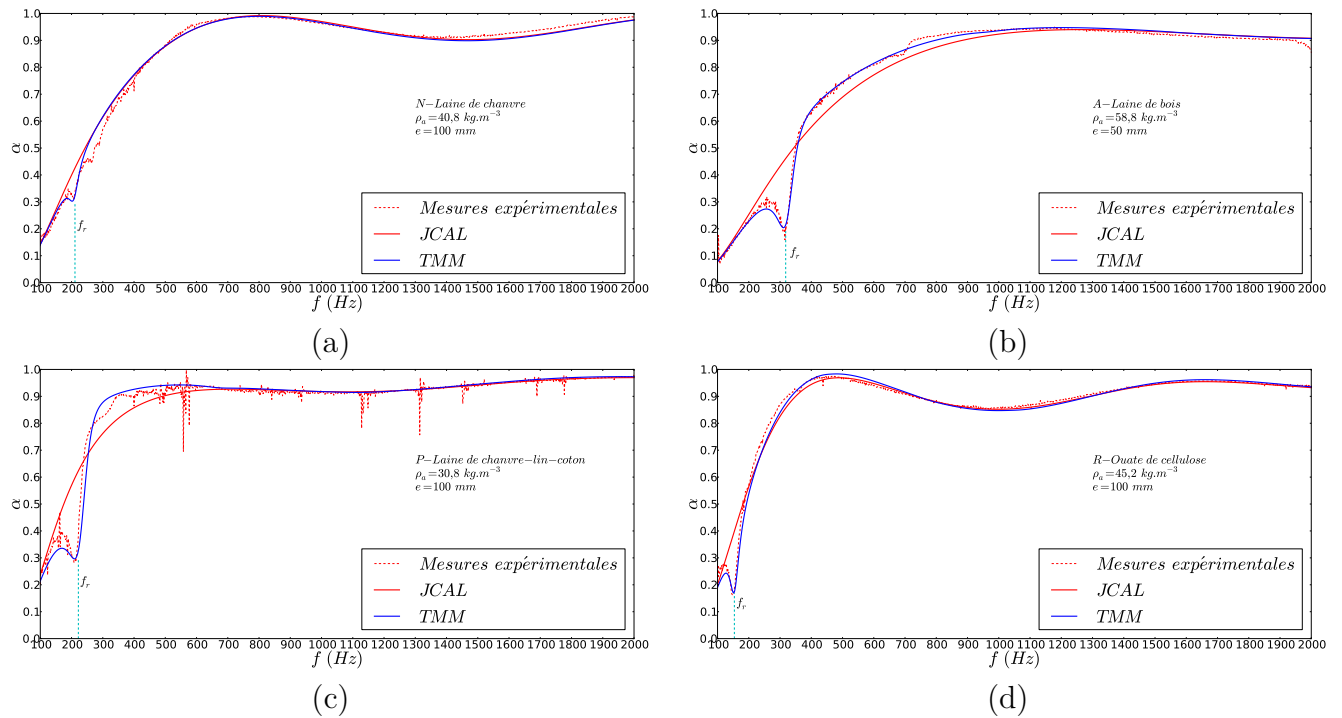 1.0
0.9
0.8
0.7
0.6
0.5
0.4
0.3
0.2
0.1
0.0
α
N−Laine de chanvre
ρₐ=40,8 kg.m⁻³
e=100 mm
Mesures expérimentales
JCAL
TMM
fᵣ
100 200 300 400 500 600 700 800 900 1000 1100 1200 1300 1400 1500 1600 1700 1800 1900 2000
f (Hz)
(a)
1.0
0.9
0.8
0.7
0.6
0.5
0.4
0.3
0.2
0.1
0.0
α
A−Laine de bois
ρₐ=58,8 kg.m⁻³
e=50 mm
Mesures expérimentales
JCAL
TMM
fᵣ
100 200 300 400 500 600 700 800 900 1000 1100 1200 1300 1400 1500 1600 1700 1800 1900 2000
f (Hz)
(b)
1.0
0.9
0.8
0.7
0.6
0.5
0.4
0.3
0.2
0.1
0.0
α
P−Laine de chanvre−lin−coton
ρₐ=30,8 kg.m⁻³
e=100 mm
Mesures expérimentales
JCAL
TMM
fᵣ
100 200 300 400 500 600 700 800 900 1000 1100 1200 1300 1400 1500 1600 1700 1800 1900 2000
f (Hz)
(c)
1.0
0.9
0.8
0.7
0.6
0.5
0.4
0.3
0.2
0.1
0.0
α
R−Ouate de cellulose
ρₐ=45,2 kg.m⁻³
e=100 mm
Mesures expérimentales
JCAL
TMM
fᵣ
100 200 300 400 500 600 700 800 900 1000 1100 1200 1300 1400 1500 1600 1700 1800 1900 2000
f (Hz)
(d)